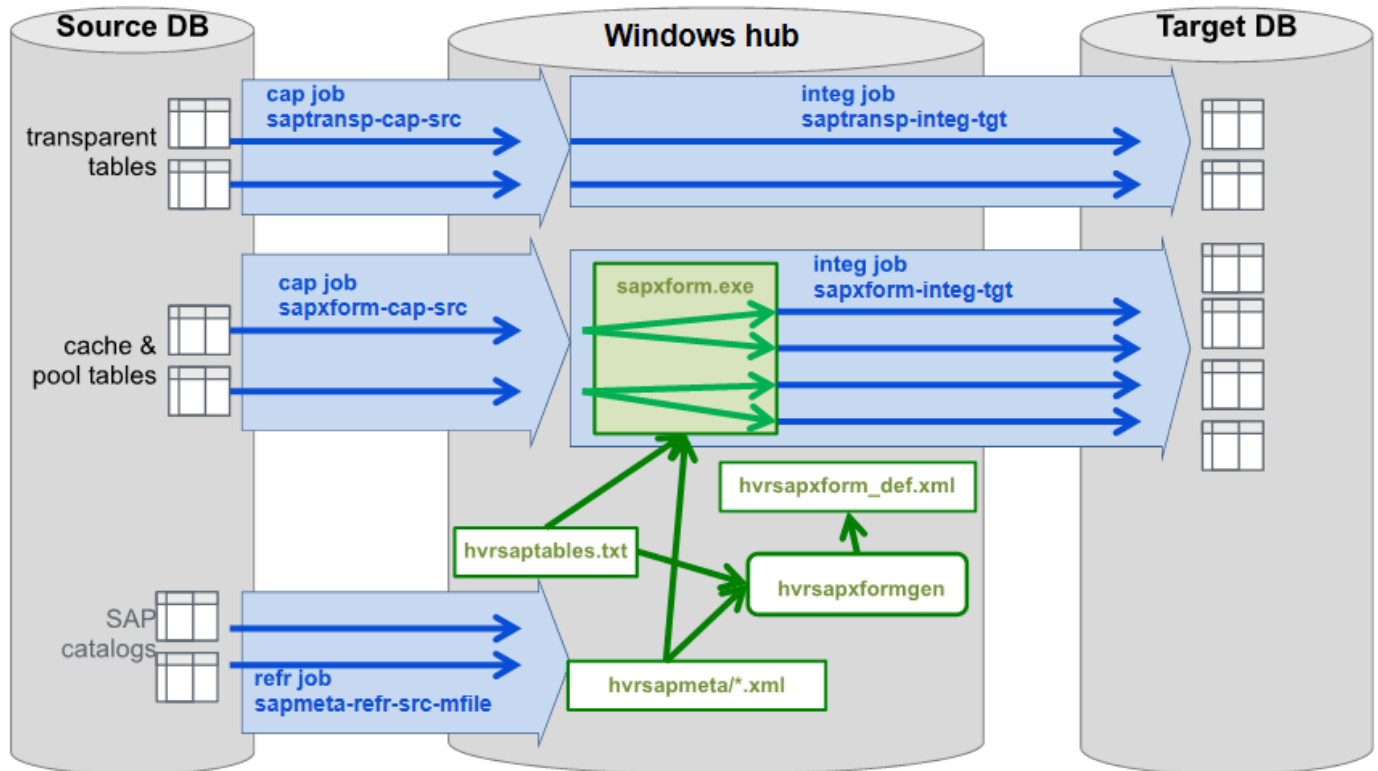 Source DB
Windows hub
Target DB
transparent
tables
cap job
saptransp-cap-src
integ job
saptransp-integ-tgt
cache &
pool tables
cap job
sapxform-cap-src
sapxform.exe
integ job
sapxform-integ-tgt
hvrsapxform_def.xml
hvrsaptables.txt
hvrsapxformgen
SAP
catalogs
refr job
sapmeta-refr-src-mfile
hvrsapmeta/*.xml